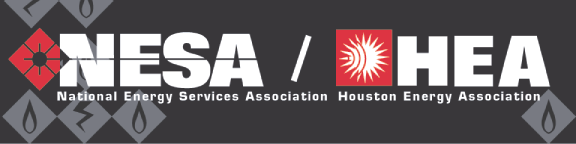 NESA / HEA
National Energy Services Association Houston Energy Association